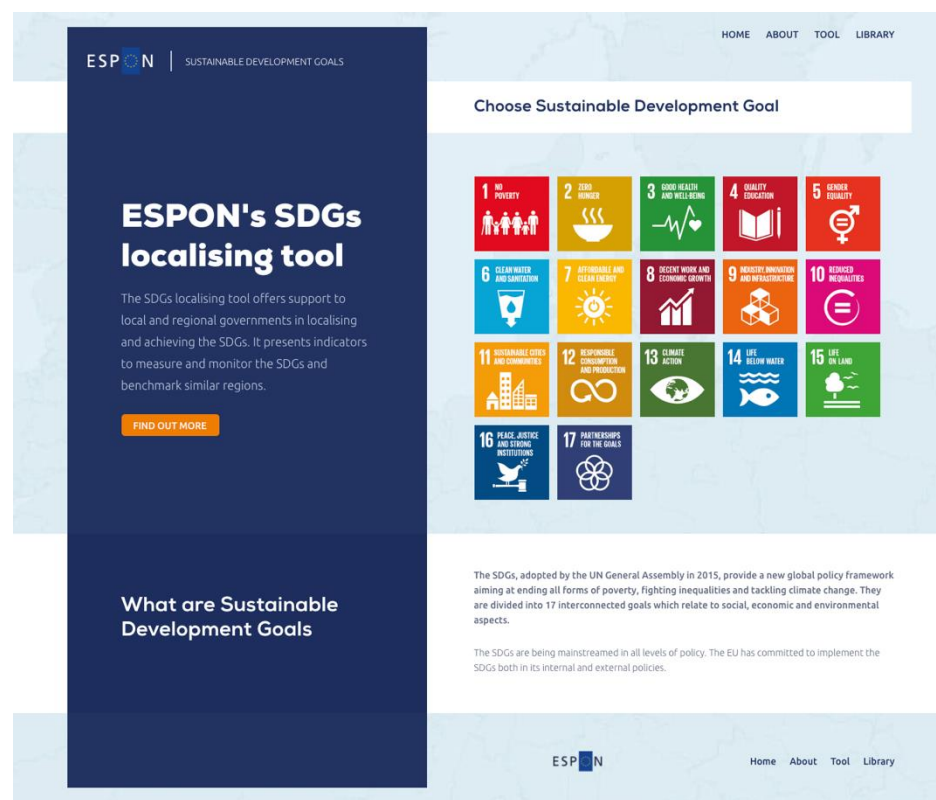 HOME ABOUT TOOL LIBRARY
ESPON | SUSTAINABLE DEVELOPMENT GOALS
Choose Sustainable Development Goal
ESPON's SDGs
localising tool
The SDGs localising tool offers support to
local and regional governments in localising
and achieving the SDGs. It presents indicators
to measure and monitor the SDGs and
benchmark similar regions.
FIND OUT MORE
1 NO
POVERTY
2 ZERO
HUNGER
3 GOOD HEALTH
AND WELL-BEING
4 QUALITY
EDUCATION
5 GENDER
EQUALITY
6 CLEAN WATER
AND SANITATION
7 AFFORDABLE AND
CLEAN ENERGY
8 DECENT WORK AND
ECONOMIC GROWTH
9 INDUSTRY, INNOVATION
AND INFRASTRUCTURE
10 REDUCED
INEQUALITIES
11 SUSTAINABLE CITIES
AND COMMUNITIES
12 RESPONSIBLE
CONSUMPTION
AND PRODUCTION
13 CLIMATE
ACTION
14 LIFE
BELOW WATER
15 LIFE
ON LAND
16 PEACE, JUSTICE
AND STRONG
INSTITUTIONS
17 PARTNERSHIPS
FOR THE GOALS
What are Sustainable
Development Goals
The SDGs, adopted by the UN General Assembly in 2015, provide a new global policy framework
aiming at ending all forms of poverty, fighting inequalities and tackling climate change. They
are divided into 17 interconnected goals which relate to social, economic and environmental
aspects.
The SDGs are being mainstreamed in all levels of policy. The EU has committed to implement the
SDGs both in its internal and external policies.
ESPON
Home About Tool Library